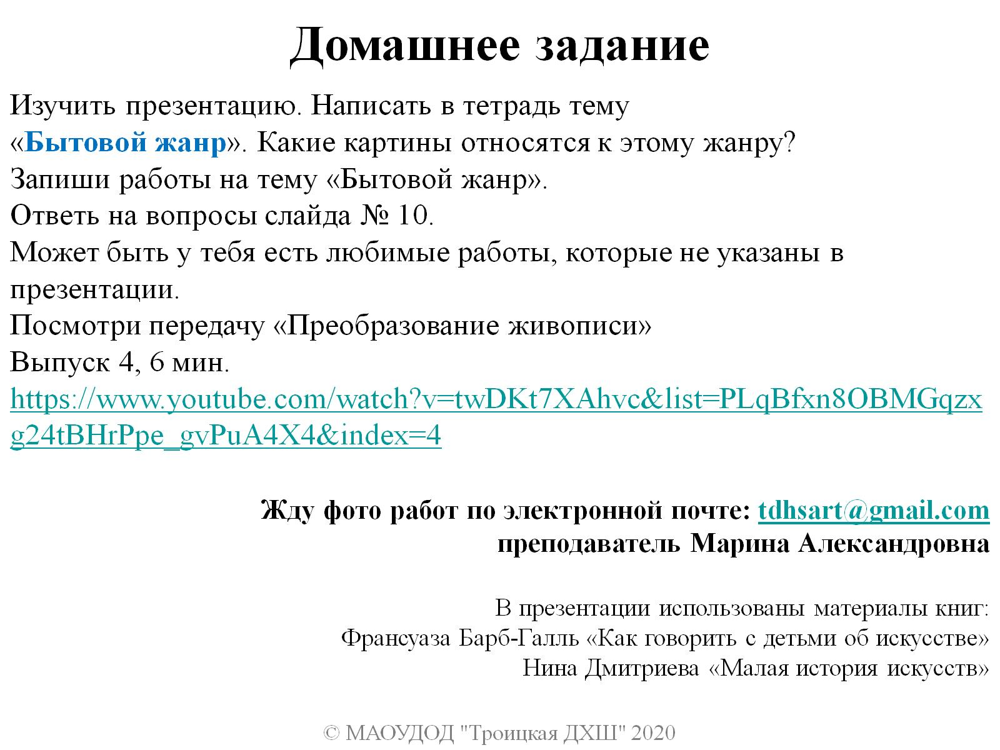 Домашнее задание
Изучить презентацию. Написать в тетрадь тему
«Бытовой жанр». Какие картины относятся к этому жанру?
Запиши работы на тему «Бытовой жанр».
Ответь на вопросы слайда № 10.
Может быть у тебя есть любимые работы, которые не указаны в
презентации.
Посмотри передачу «Преобразование живописи»
Выпуск 4, 6 мин.
https://www.youtube.com/watch?v=twDKt7XAhvc&list=PLqBfxn8OBMGqzx
g24tBHrPpe_gvPuA4X4&index=4
Жду фото работ по электронной почте: tdhsart@gmail.com
преподаватель Марина Александровна
В презентации использованы материалы книг:
Франсуаза Барб-Галль «Как говорить с детьми об искусстве»
Нина Дмитриева «Малая история искусств»
© МАОУДОД "Троицкая ДХШ" 2020